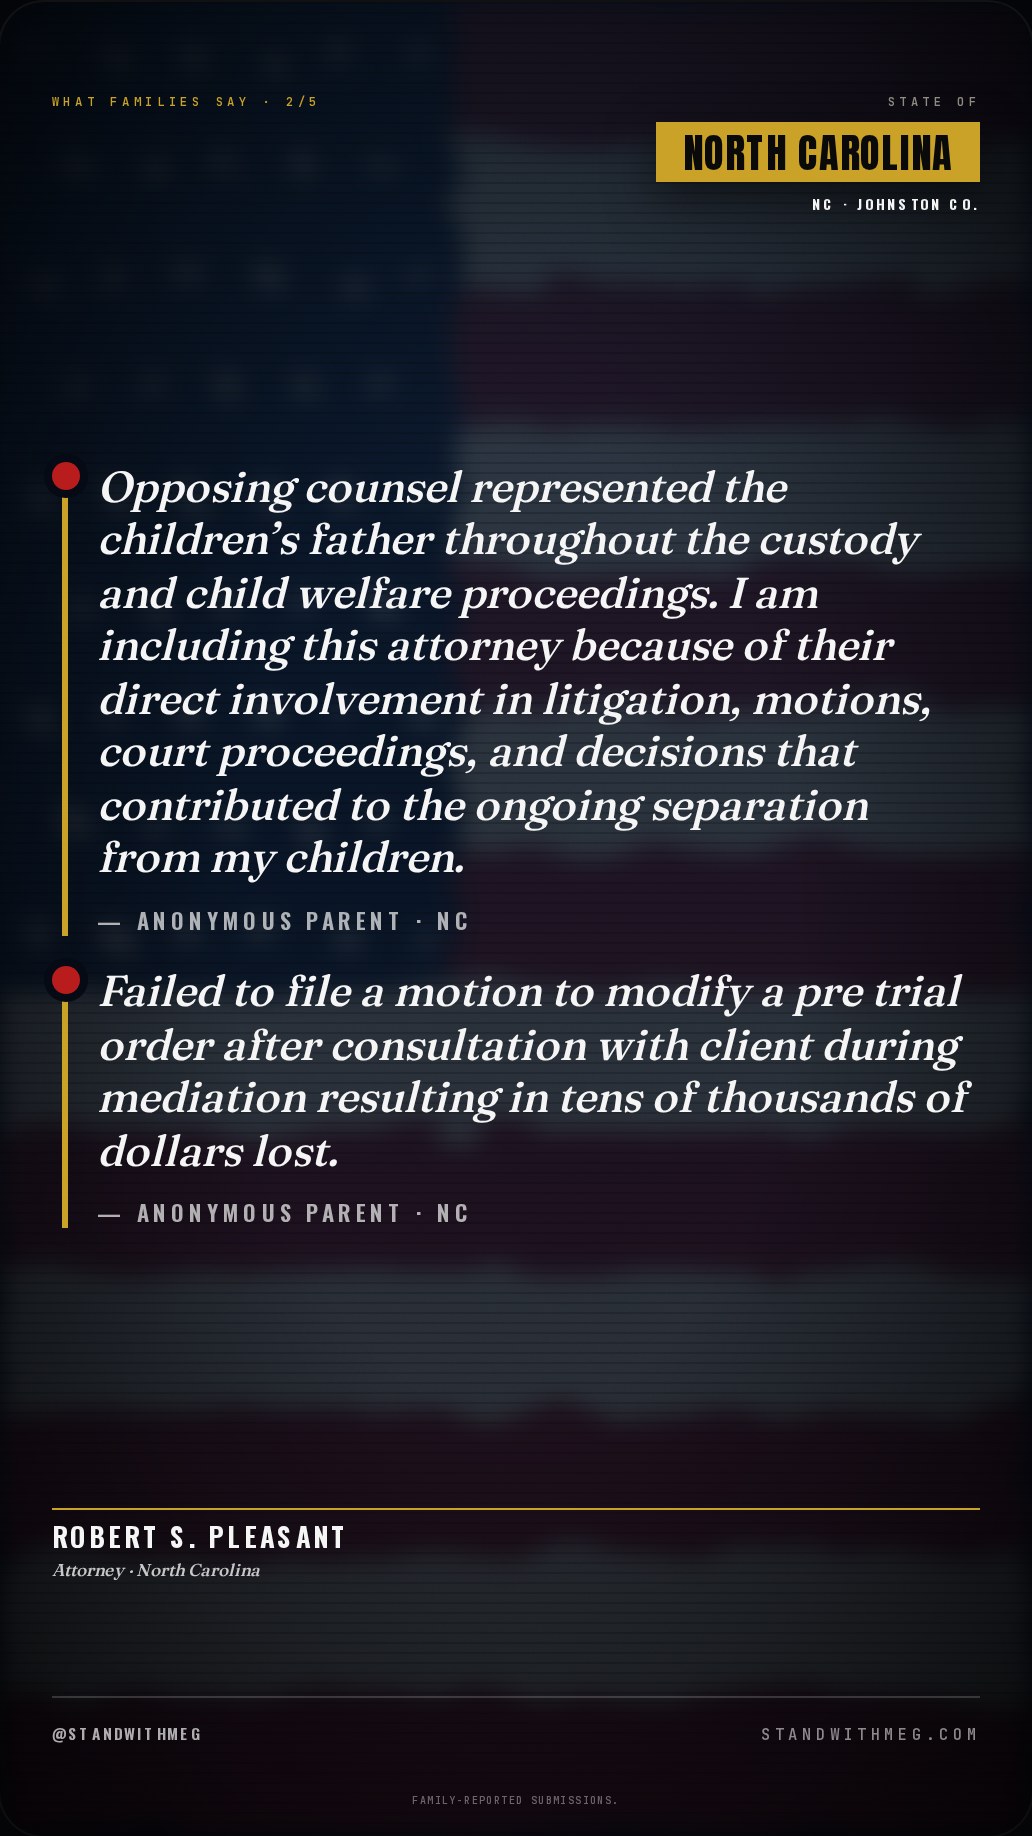 WHAT FAMILIES SAY · 2/5
STATE OF
NORTH CAROLINA
NC · JOHNSTON CO.
Opposing counsel represented the
children’s father throughout the custody
and child welfare proceedings. I am
including this attorney because of their
direct involvement in litigation, motions,
court proceedings, and decisions that
contributed to the ongoing separation
from my children.
— ANONYMOUS PARENT · NC
Failed to file a motion to modify a pre trial
order after consultation with client during
mediation resulting in tens of thousands of
dollars lost.
— ANONYMOUS PARENT · NC
ROBERT S. PLEASANT
Attorney · North Carolina
@STANDWITHMEG
STANDWITHMEG.COM
FAMILY-REPORTED SUBMISSIONS.